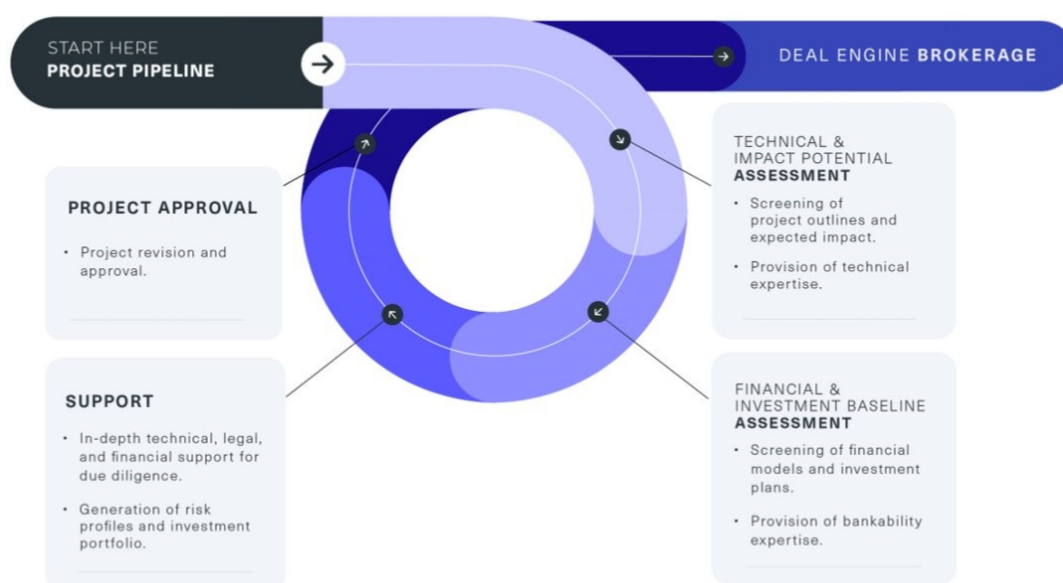 START HERE
PROJECT PIPELINE
DEAL ENGINE BROKERAGE
TECHNICAL &
IMPACT POTENTIAL
ASSESSMENT
• Screening of
project outlines and
expected impact.
• Provision of technical
expertise.
FINANCIAL &
INVESTMENT BASELINE
ASSESSMENT
• Screening of financial
models and investment
plans.
• Provision of bankability
expertise.
SUPPORT
• In-depth technical, legal,
and financial support for
due diligence.
• Generation of risk
profiles and investment
portfolio.
PROJECT APPROVAL
• Project revision and
approval.